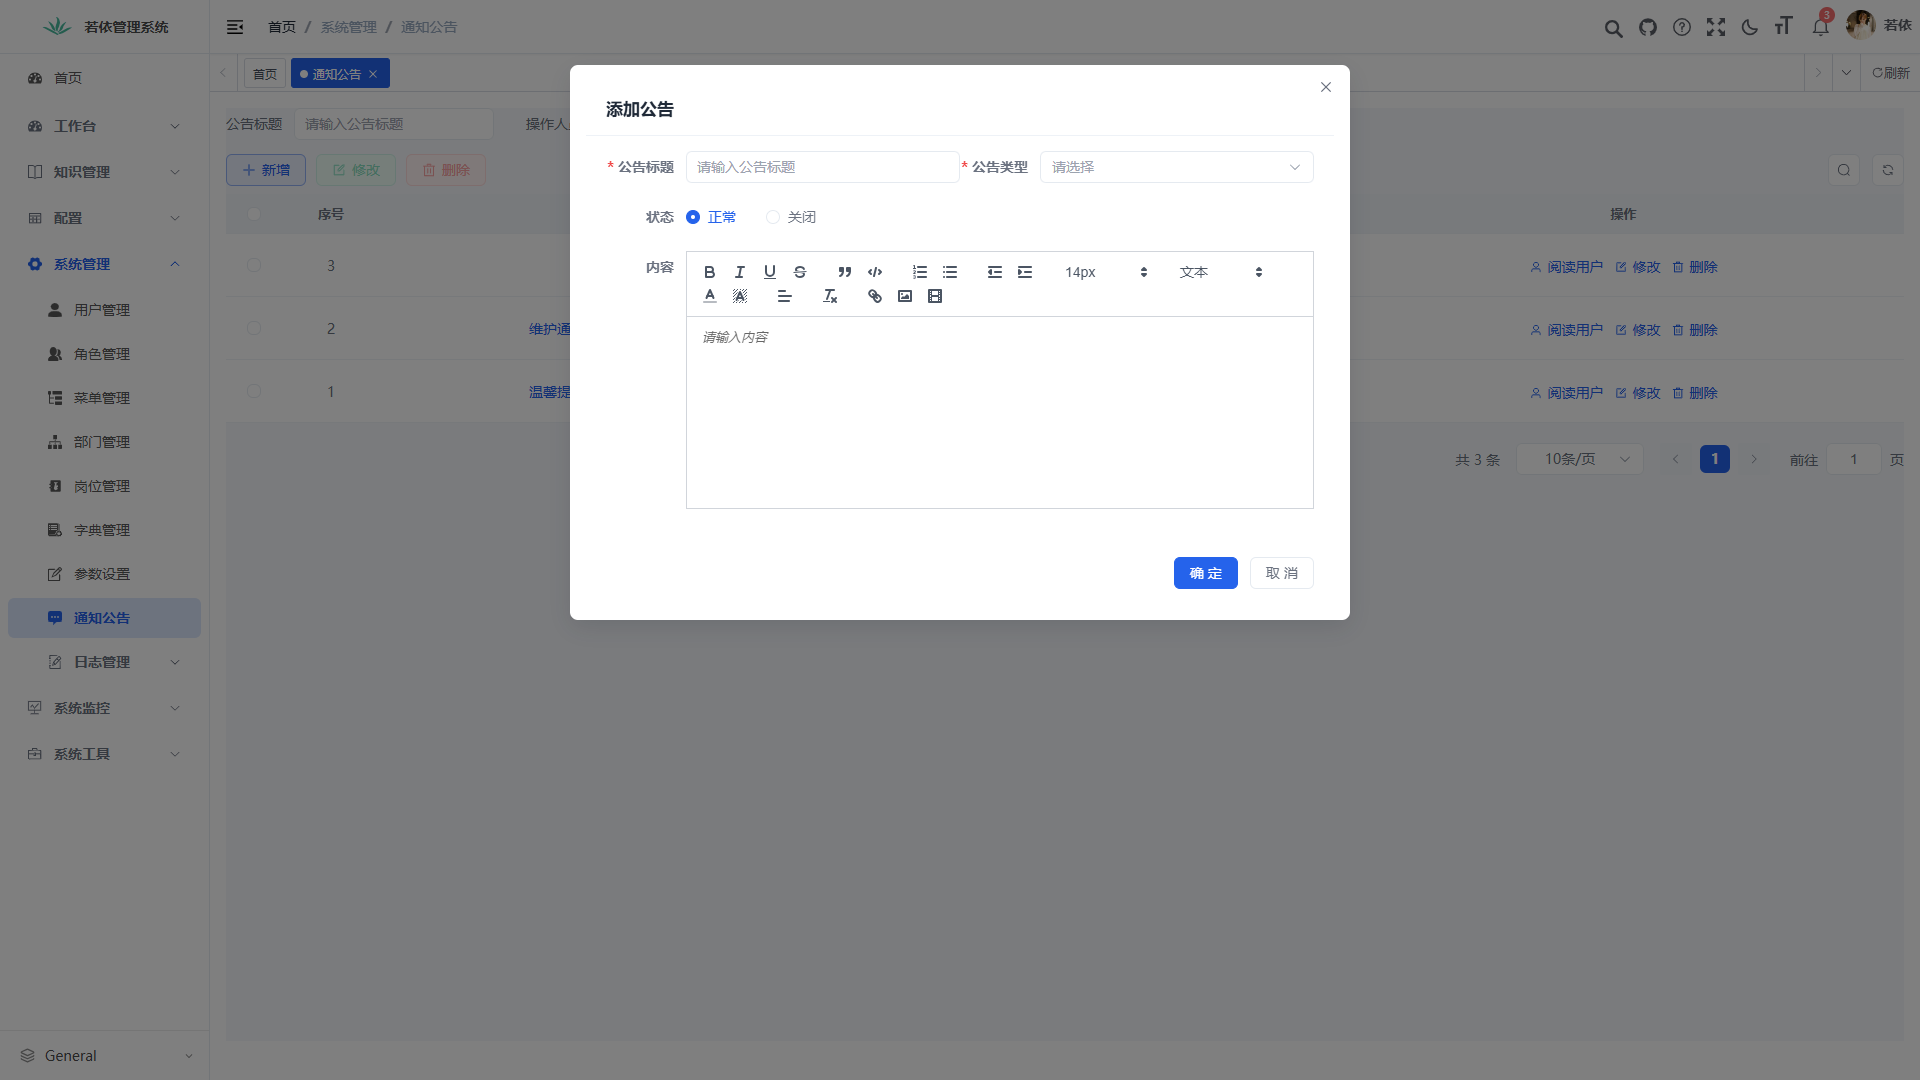 若依管理系统
首页 / 系统管理 / 通知公告
3
若依
首页
通知公告
刷新
首页
工作台
知识管理
配置
系统管理
用户管理
角色管理
菜单管理
部门管理
岗位管理
字典管理
参数设置
通知公告
日志管理
系统监控
系统工具
General
公告标题 请输入公告标题 操作人
新增 修改 删除
序号 操作
3 阅读用户 修改 删除
2 维护通 阅读用户 修改 删除
1 温馨提 阅读用户 修改 删除
共 3 条 10条/页 1 前往 1 页
添加公告
* 公告标题 请输入公告标题 * 公告类型 请选择
状态 正常 关闭
内容
14px 文本
请输入内容
确 定 取 消